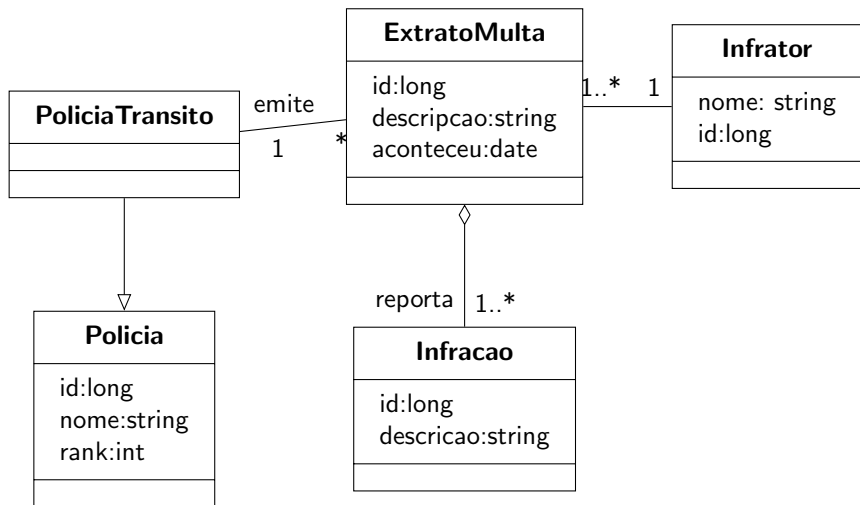 ExtratoMulta
id:long
descripcao:string
aconteceu:date
Infrator
nome: string
id:long
1..*
1
PoliciaTransito
emite
1
*
reporta
1..*
Policia
id:long
nome:string
rank:int
Infracao
id:long
descricao:string